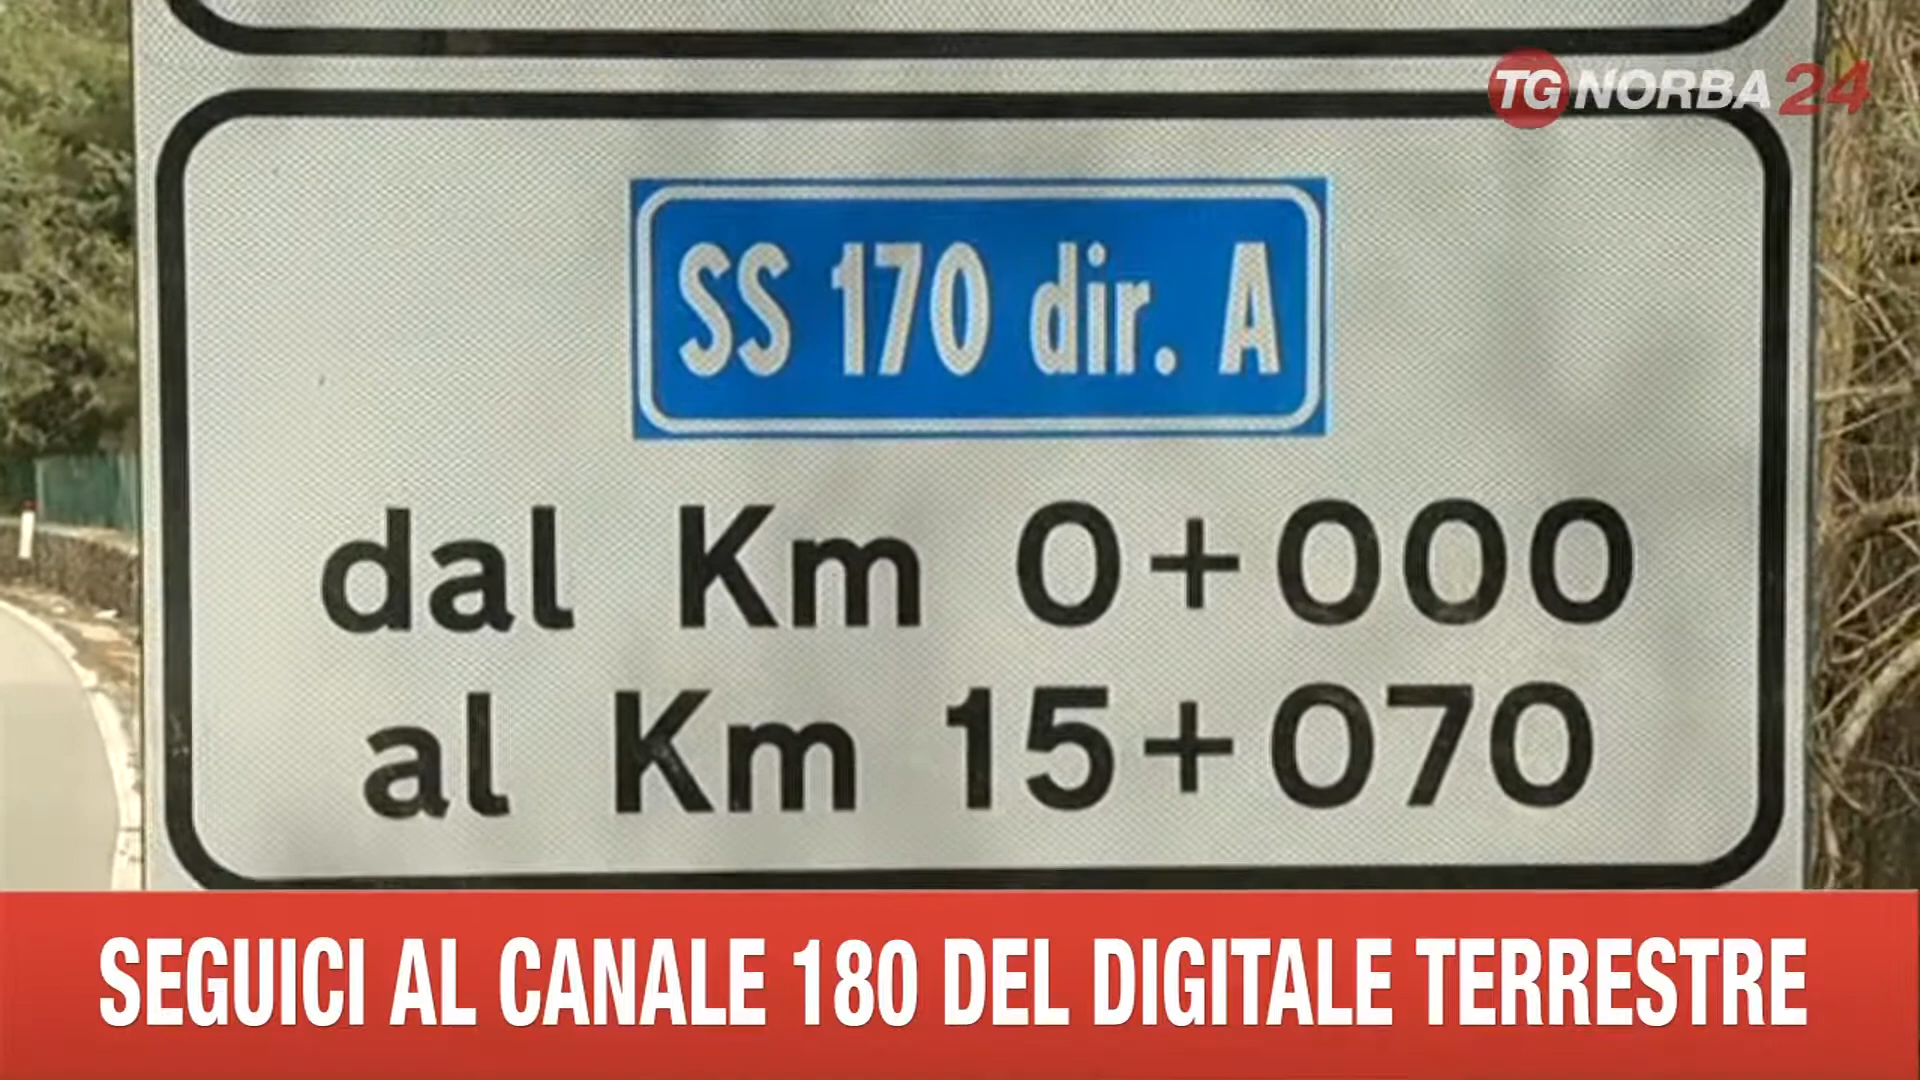 TG NORBA 24
SS 170 dir. A
dal Km 0+000
al Km 15+070
SEGUICI AL CANALE 180 DEL DIGITALE TERRESTRE